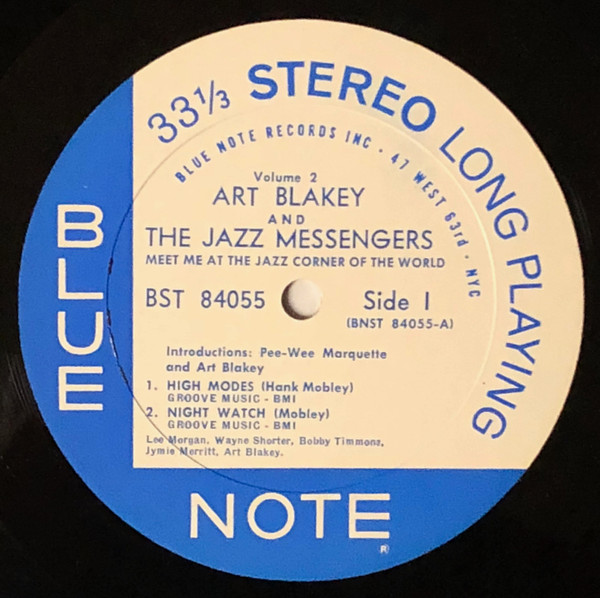 33⅓ STEREO LONG PLAYING
BLUE NOTE RECORDS INC · 47 WEST 63rd · NYC
Volume 2
ART BLAKEY
AND
THE JAZZ MESSENGERS
MEET ME AT THE JAZZ CORNER OF THE WORLD
BST 84055 Side 1
(BNST 84055-A)
Introductions: Pee-Wee Marquette
and Art Blakey
1. HIGH MODES (Hank Mobley)
GROOVE MUSIC - BMI
2. NIGHT WATCH (Mobley)
GROOVE MUSIC - BMI
Lee Morgan, Wayne Shorter, Bobby Timmons,
Jymie Merritt, Art Blakey.
BLUE
NOTE
®